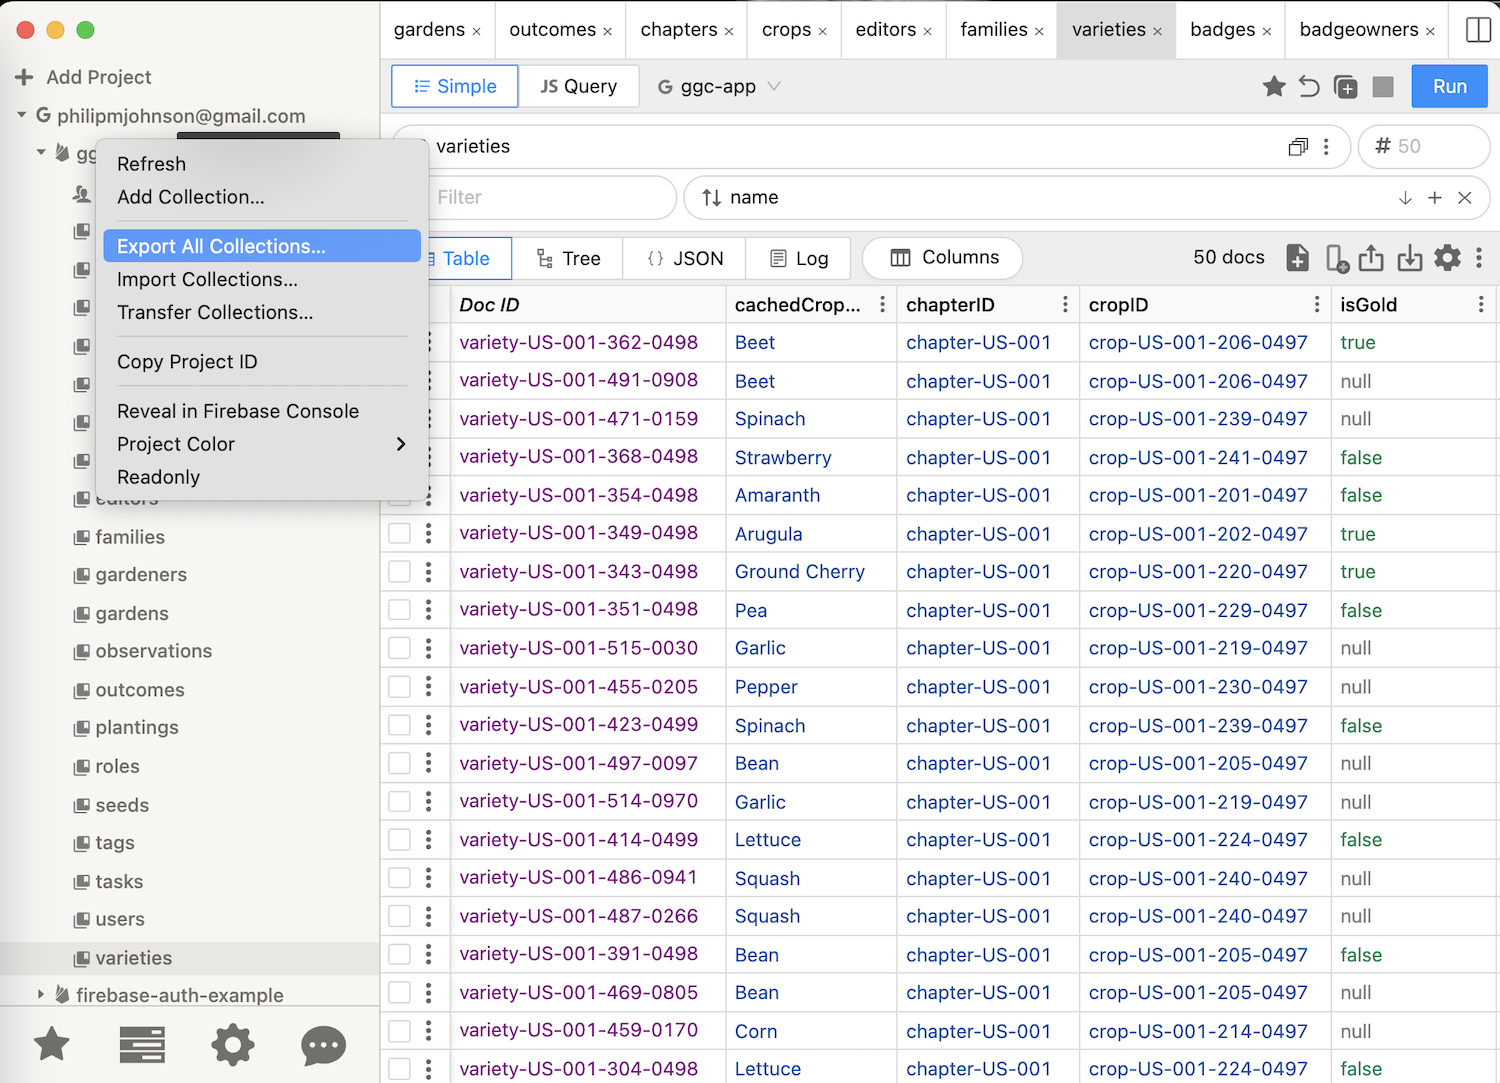 gardens × outcomes × chapters × crops × editors × families × varieties × badges × badgeowners ×
+ Add Project
Simple JS Query G ggc-app Run
G philipmjohnson@gmail.com
gg
varieties # 50
Refresh
Add Collection...
Filter name
Export All Collections...
Table Tree {} JSON Log Columns 50 docs
Import Collections...
Transfer Collections...
Copy Project ID
Reveal in Firebase Console
Project Color
Readonly
editors
families
gardeners
gardens
observations
outcomes
plantings
roles
seeds
tags
tasks
users
varieties
firebase-auth-example
Doc ID cachedCrop... chapterID cropID isGold
variety-US-001-362-0498 Beet chapter-US-001 crop-US-001-206-0497 true
variety-US-001-491-0908 Beet chapter-US-001 crop-US-001-206-0497 null
variety-US-001-471-0159 Spinach chapter-US-001 crop-US-001-239-0497 null
variety-US-001-368-0498 Strawberry chapter-US-001 crop-US-001-241-0497 false
variety-US-001-354-0498 Amaranth chapter-US-001 crop-US-001-201-0497 false
variety-US-001-349-0498 Arugula chapter-US-001 crop-US-001-202-0497 true
variety-US-001-343-0498 Ground Cherry chapter-US-001 crop-US-001-220-0497 true
variety-US-001-351-0498 Pea chapter-US-001 crop-US-001-229-0497 false
variety-US-001-515-0030 Garlic chapter-US-001 crop-US-001-219-0497 null
variety-US-001-455-0205 Pepper chapter-US-001 crop-US-001-230-0497 null
variety-US-001-423-0499 Spinach chapter-US-001 crop-US-001-239-0497 false
variety-US-001-497-0097 Bean chapter-US-001 crop-US-001-205-0497 null
variety-US-001-514-0970 Garlic chapter-US-001 crop-US-001-219-0497 null
variety-US-001-414-0499 Lettuce chapter-US-001 crop-US-001-224-0497 false
variety-US-001-486-0941 Squash chapter-US-001 crop-US-001-240-0497 null
variety-US-001-487-0266 Squash chapter-US-001 crop-US-001-240-0497 null
variety-US-001-391-0498 Bean chapter-US-001 crop-US-001-205-0497 false
variety-US-001-469-0805 Bean chapter-US-001 crop-US-001-205-0497 null
variety-US-001-459-0170 Corn chapter-US-001 crop-US-001-214-0497 null
variety-US-001-304-0498 Lettuce chapter-US-001 crop-US-001-224-0497 false